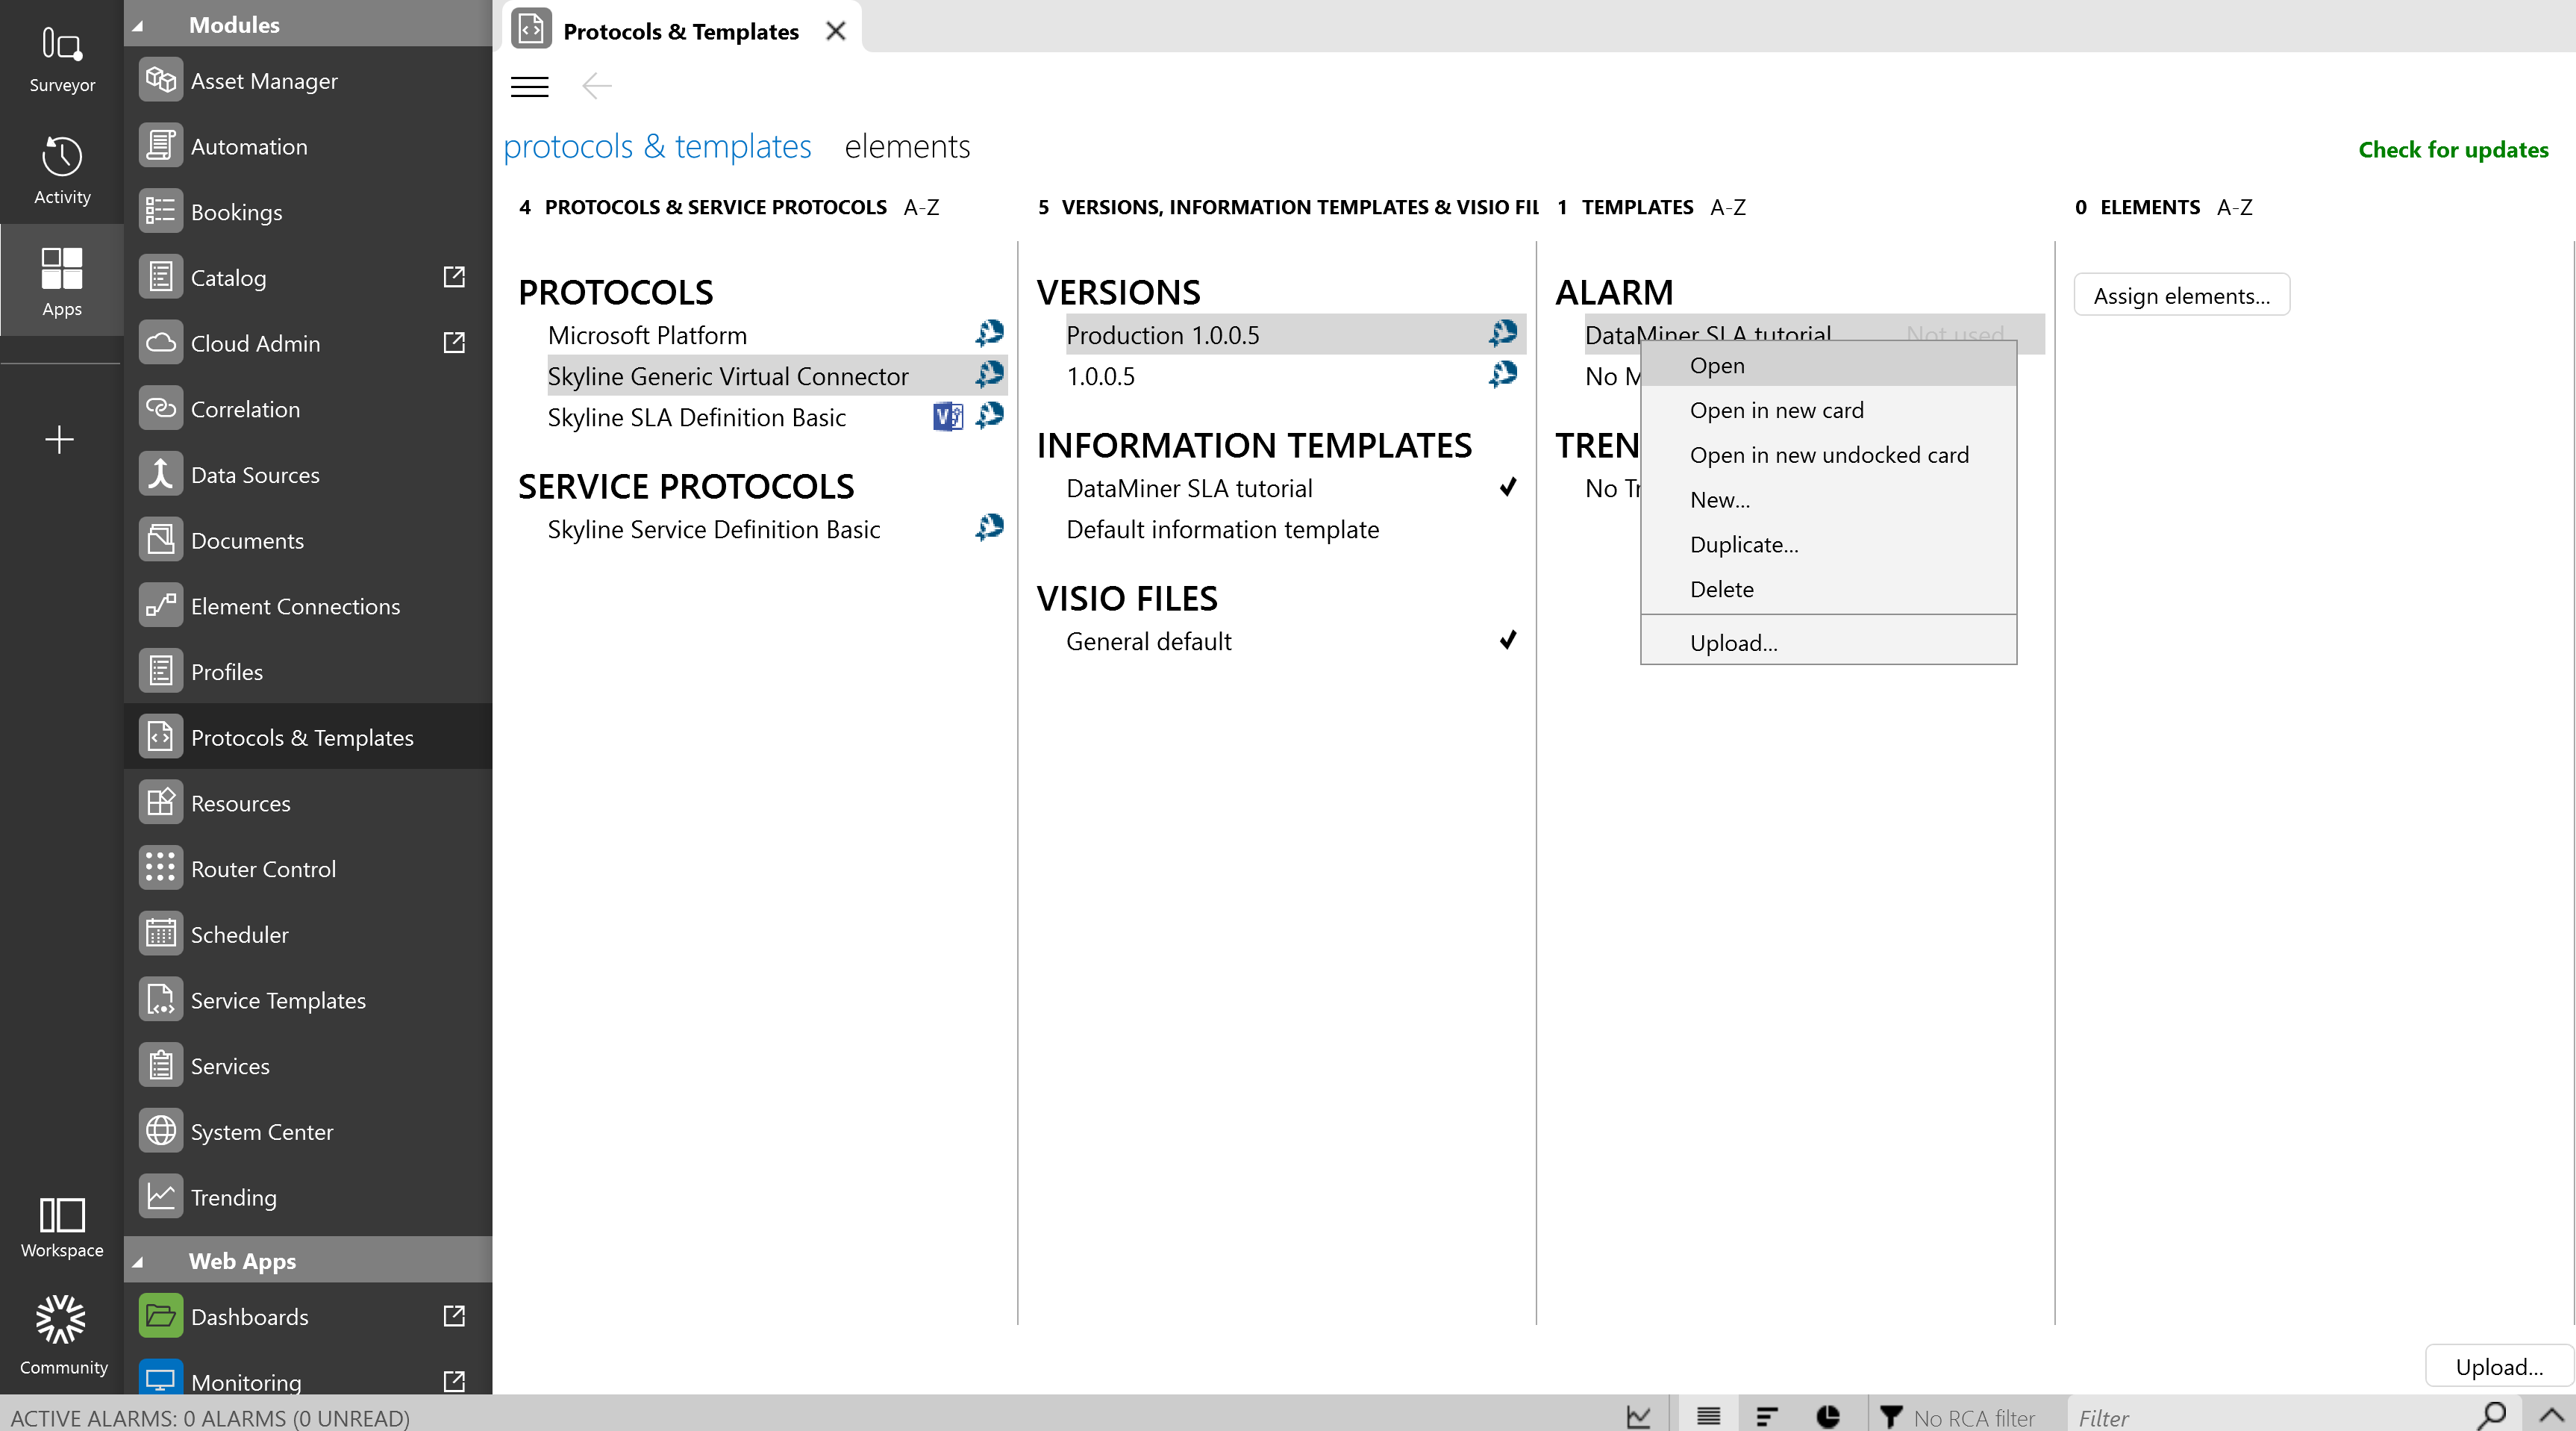 Surveyor
Activity
Apps
Workspace
Community
Modules
Asset Manager
Automation
Bookings
Catalog
Cloud Admin
Correlation
Data Sources
Documents
Element Connections
Profiles
Protocols & Templates
Resources
Router Control
Scheduler
Service Templates
Services
System Center
Trending
Web Apps
Dashboards
Monitoring
Protocols & Templates
protocols & templates elements
Check for updates
4 PROTOCOLS & SERVICE PROTOCOLS A-Z
PROTOCOLS
Microsoft Platform
Skyline Generic Virtual Connector
Skyline SLA Definition Basic
SERVICE PROTOCOLS
Skyline Service Definition Basic
5 VERSIONS, INFORMATION TEMPLATES & VISIO FIL
VERSIONS
Production 1.0.0.5
1.0.0.5
INFORMATION TEMPLATES
DataMiner SLA tutorial
Default information template
VISIO FILES
General default
1 TEMPLATES A-Z
ALARM
DataMiner SLA tutorial Not used
No M
TREN
No Tr
Open
Open in new card
Open in new undocked card
New...
Duplicate...
Delete
Upload...
0 ELEMENTS A-Z
Assign elements...
Upload...
ACTIVE ALARMS: 0 ALARMS (0 UNREAD)
No RCA filter
Filter